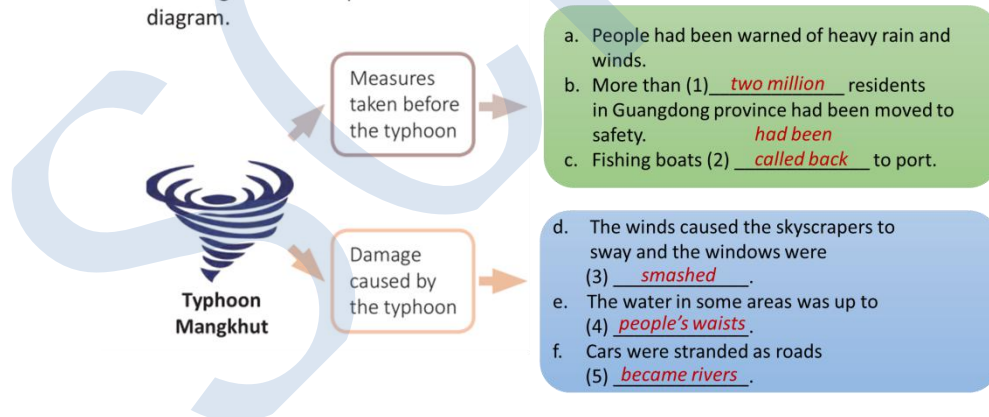 diagram.
Measures
taken before
the typhoon
a. People had been warned of heavy rain and
winds.
b. More than (1) two million residents
in Guangdong province had been moved to
safety.
had been
c. Fishing boats (2) called back to port.
Typhoon
Mangkhut
Damage
caused by
the typhoon
d. The winds caused the skyscrapers to
sway and the windows were
(3) smashed.
e. The water in some areas was up to
(4) people's waists.
f. Cars were stranded as roads
(5) became rivers.